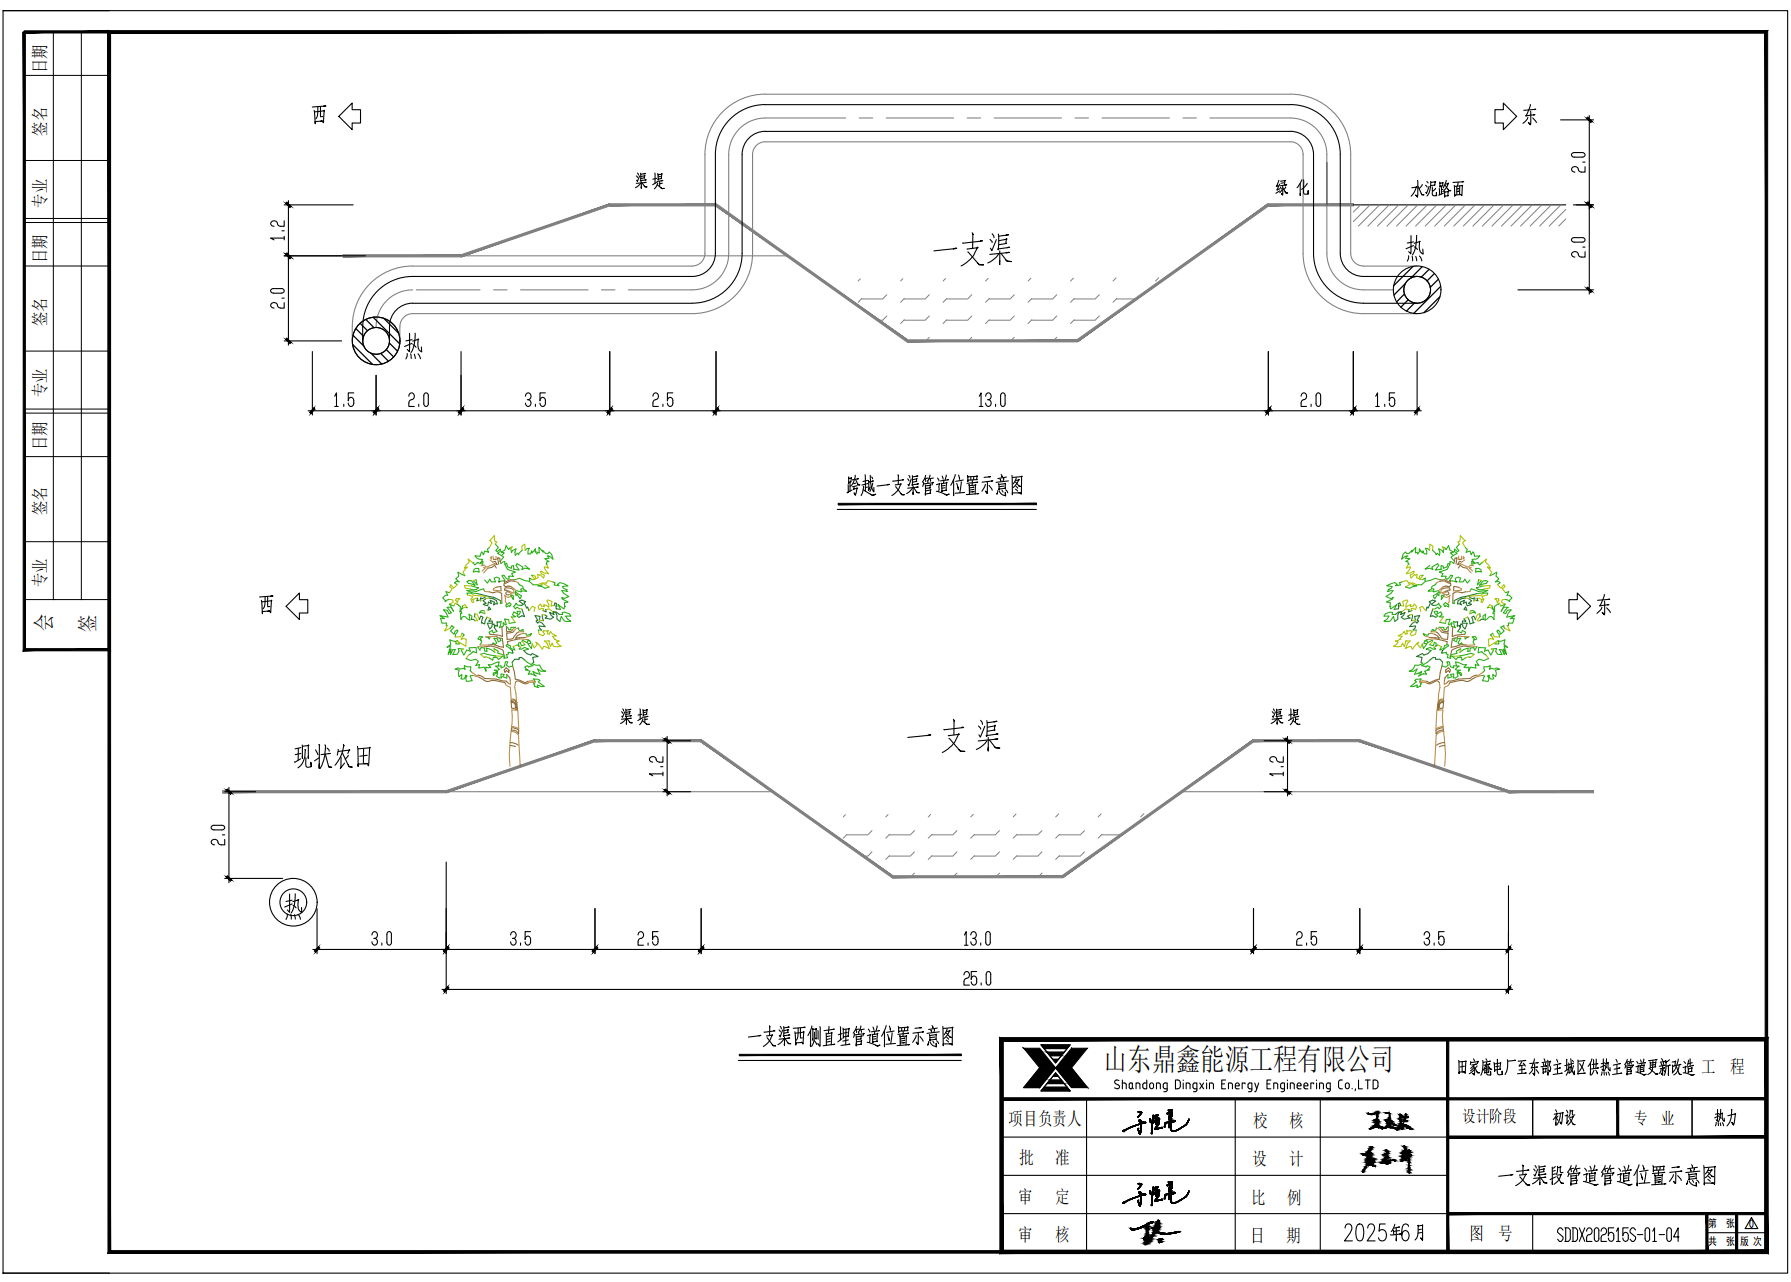 西
东
2.0
渠堤
绿化
水泥路面
1.2
一支渠
热
2.0
2.0
热
1.5
2.0
3.5
2.5
13.0
2.0
1.5
跨越一支渠管道位置示意图
西
东
渠堤
一支渠
渠堤
现状农田
1.2
1.2
2.0
热
3.0
3.5
2.5
13.0
2.5
3.5
25.0
一支渠西侧直埋管道位置示意图
日期
签名
专业
日期
签名
专业
日期
签名
专业
会签
山东鼎鑫能源工程有限公司
Shandong Dingxin Energy Engineering Co.,LTD
田家庵电厂至东部主城区供热主管道更新改造 工程
项目负责人
校核
设计阶段 初设 专业 热力
批准
设计
一支渠段管道管道位置示意图
审定
比例
审核
日期 2025年6月
图号 SDDX202515S-01-04
第 张
共 张 版次